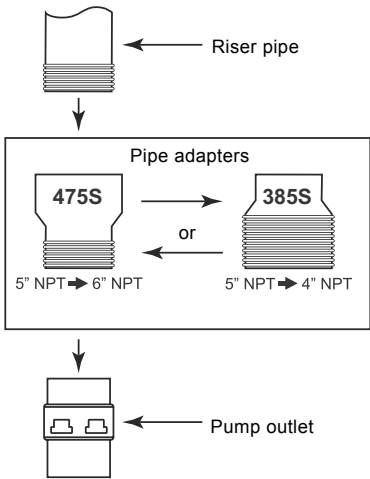 Riser pipe
Pipe adapters
475S
385S
or
5” NPT➡ 6” NPT
5” NPT➡ 4” NPT
Pump outlet